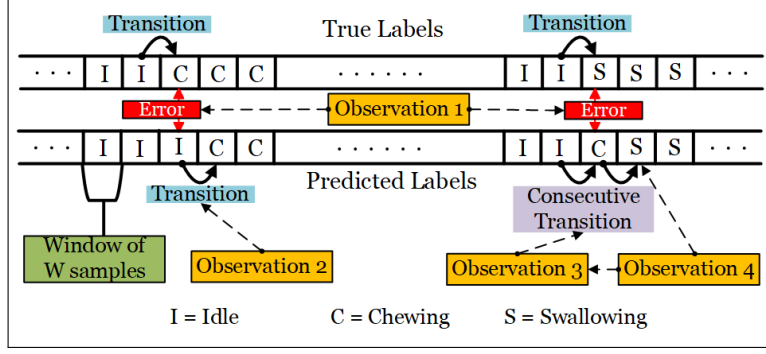 Transition True Labels Transition
· · · I I C C C · · · · · · I I S S S · · ·
Error Observation 1 Error
· · · I I I C C · · · · · · I I C S S · · ·
Transition Predicted Labels Consecutive
Transition
Window of
W samples
Observation 2 Observation 3 Observation 4
I = Idle C = Chewing S = Swallowing